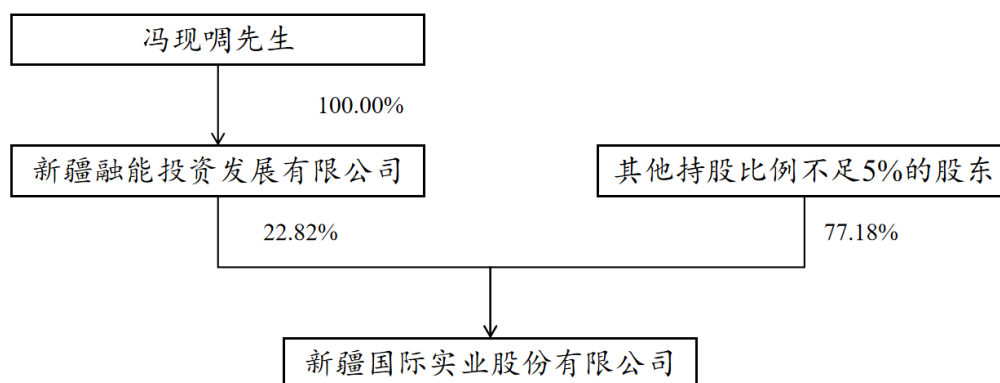 冯现啁先生
100.00%
新疆融能投资发展有限公司
其他持股比例不足5%的股东
22.82%
77.18%
新疆国际实业股份有限公司